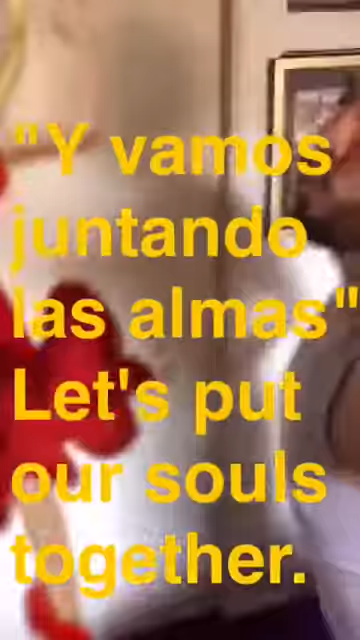 "Y vamos
juntando
las almas"
Let's put
our souls
together.